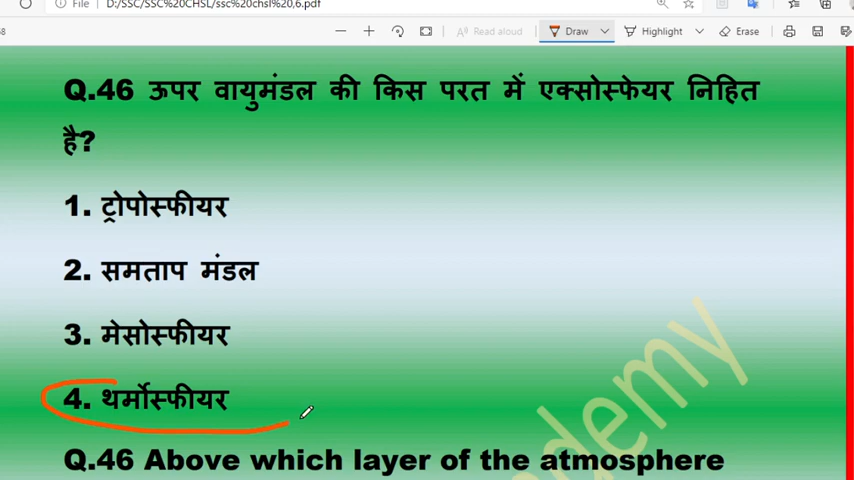 File D:/SSC/SSC%20CHSL/ssc%20chsl%20,6.pdf
Read aloud Draw Highlight Erase
Q.46 ऊपर वायुमंडल की किस परत में एक्सोस्फेयर निहित
है?
1. ट्रोपोस्फीयर
2. समताप मंडल
3. मेसोस्फीयर
4. थर्मोस्फीयर
Q.46 Above which layer of the atmosphere